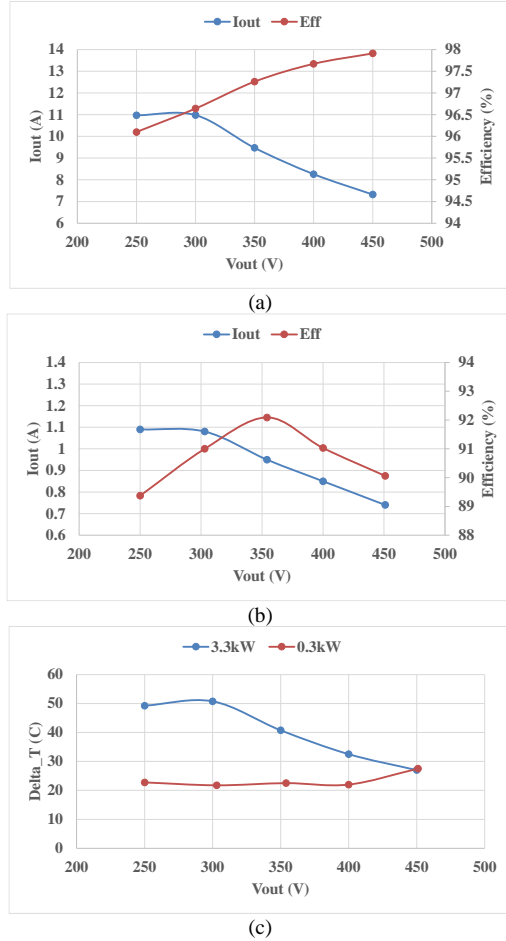 Iout Eff
14 98
13 97.5
12 97
11 96.5
10 96
9 95.5
8 95
7 94.5
6 94
200 250 300 350 400 450 500
Iout (A)
Efficiency (%)
Vout (V)
(a)
Iout Eff
1.4 94
1.3
1.2 93
1.1 92
1 91
0.9
0.8 90
0.7 89
0.6 88
200 250 300 350 400 450 500
Iout (A)
Efficiency (%)
Vout (V)
(b)
3.3kW 0.3kW
60
50
40
30
20
10
0
200 250 300 350 400 450 500
Delta_T (C)
Vout (V)
(c)